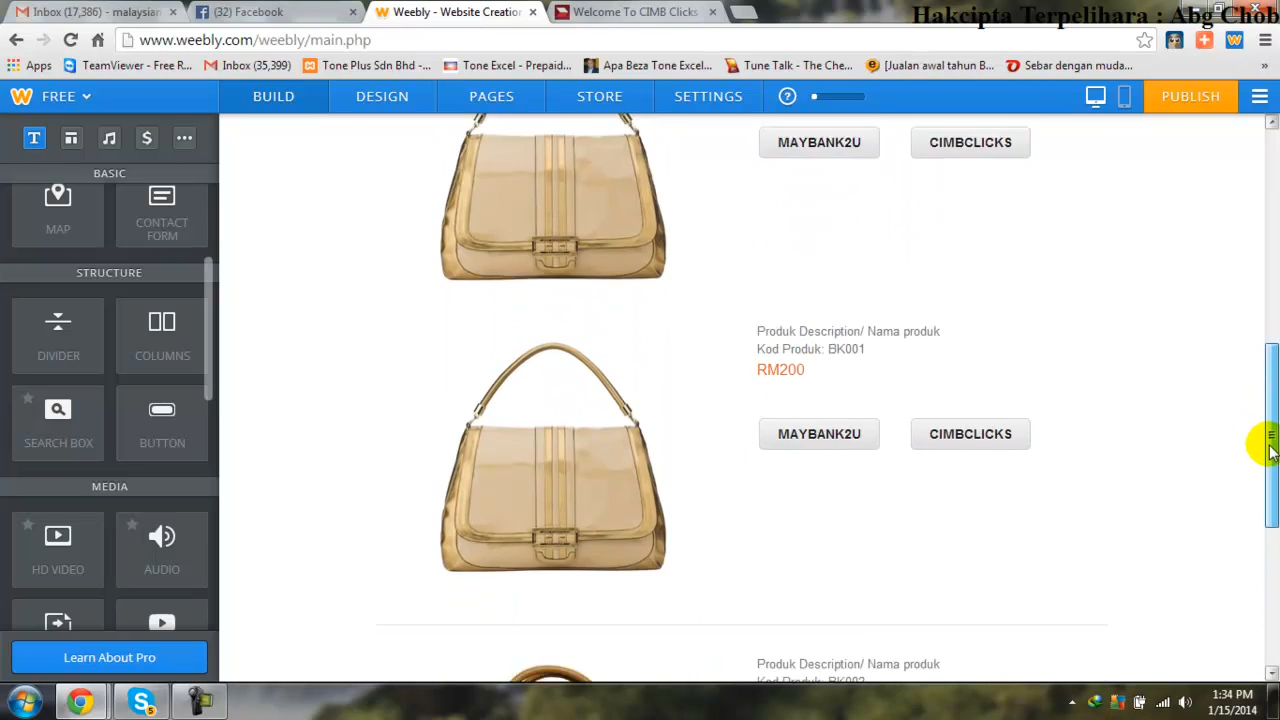 Inbox (17,386) - malaysian
(32) Facebook
Weebly - Website Creation
Welcome To CIMB Clicks
Hakcipta Terpelihara : Abg Chob
www.weebly.com/weebly/main.php
Apps
TeamViewer - Free R...
Inbox (35,399)
Tone Plus Sdn Bhd -...
Tone Excel - Prepaid...
Apa Beza Tone Excel...
Tune Talk - The Che...
[Jualan awal tahun B...
Sebar dengan muda...
»
FREE
BUILD
DESIGN
PAGES
STORE
SETTINGS
PUBLISH
BASIC
MAP
CONTACT
FORM
STRUCTURE
DIVIDER
COLUMNS
SEARCH BOX
BUTTON
MEDIA
HD VIDEO
AUDIO
Learn About Pro
MAYBANK2U
CIMBCLICKS
Produk Description/ Nama produk
Kod Produk: BK001
RM200
MAYBANK2U
CIMBCLICKS
Produk Description/ Nama produk
Kod Produk: BK002
5
1:34 PM
1/15/2014